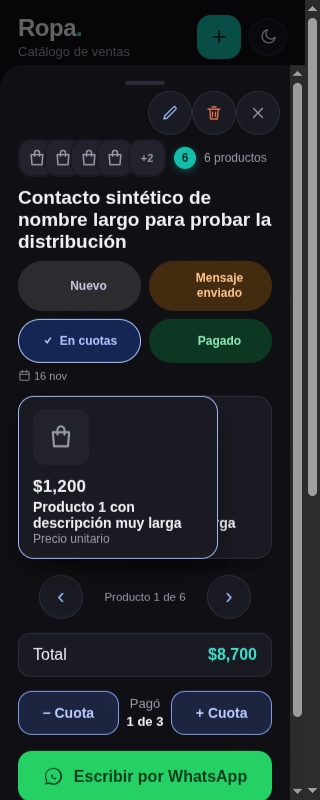 Ropa.
Catálogo de ventas
+2
6
6 productos
Contacto sintético de
nombre largo para probar la
distribución
Nuevo
Mensaje
enviado
✓ En cuotas
Pagado
16 nov
$1,200
Producto 1 con
descripción muy larga
rga
Precio unitario
‹
Producto 1 de 6
›
Total
$8,700
− Cuota
Pagó
1 de 3
+ Cuota
Escribir por WhatsApp